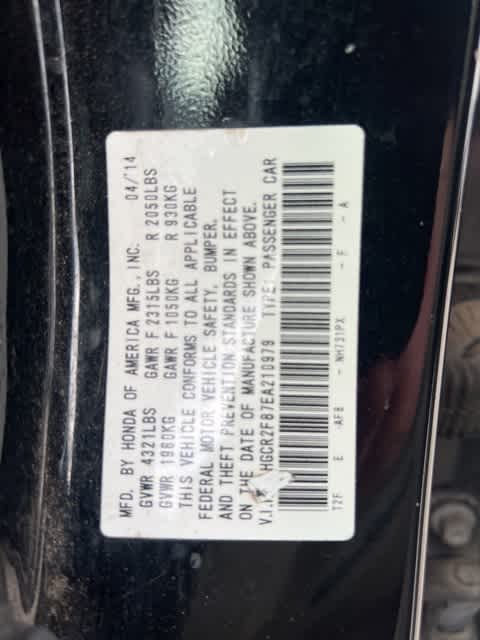 MFD. BY HONDA OF AMERICA MFG., INC. 04/'14
GVWR 4321LBS GAWR F 2315LBS R 2050LBS
GVWR 1960KG GAWR F 1050KG R 930KG
THIS VEHICLE CONFORMS TO ALL APPLICABLE
FEDERAL MOTOR VEHICLE SAFETY, BUMPER,
AND THEFT PREVENTION STANDARDS IN EFFECT
ON THE DATE OF MANUFACTURE SHOWN ABOVE.
V.I. HGCR2F87EA210979 TYPE: PASSENGER CAR
T2F E -AFB - NH731PX - F - A